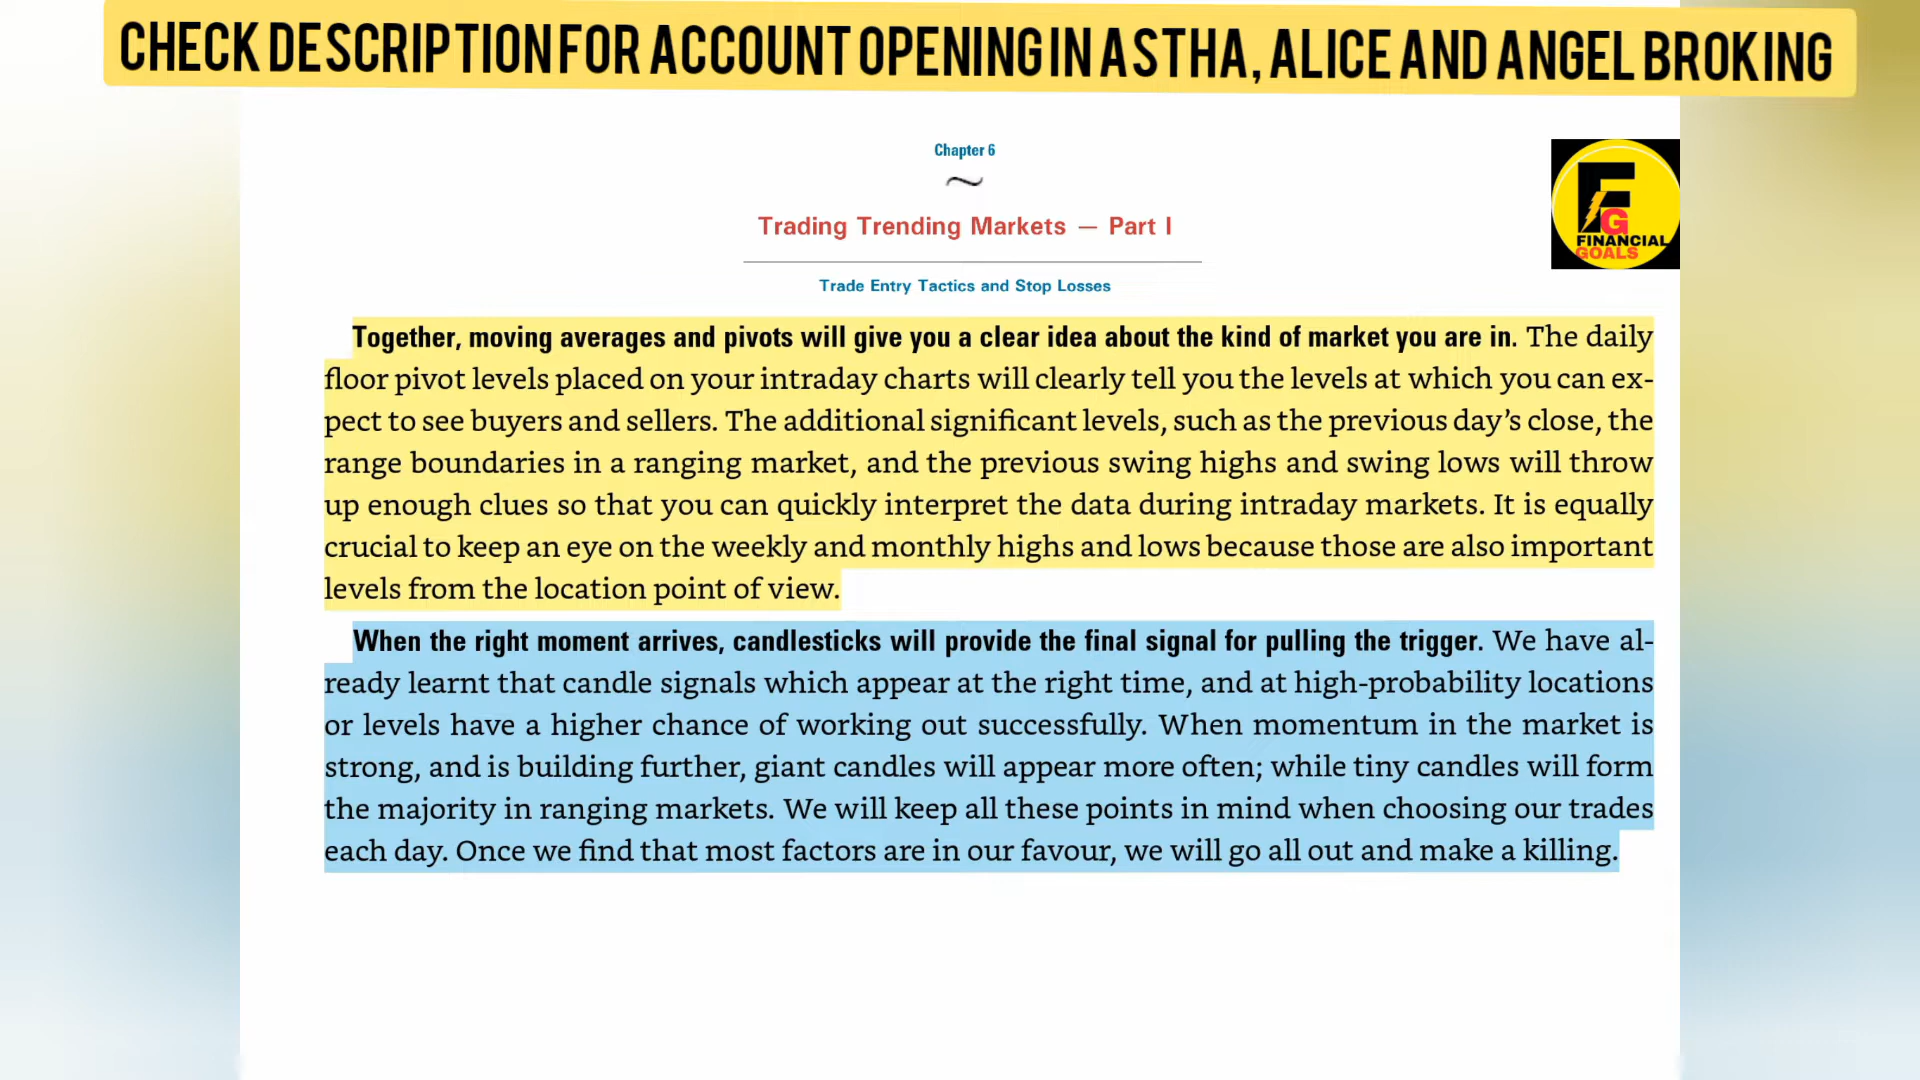 CHECK DESCRIPTION FOR ACCOUNT OPENING IN ASTHA, ALICE AND ANGEL BROKING
Chapter 6
~
Trading Trending Markets — Part I
Trade Entry Tactics and Stop Losses
FG
FINANCIAL
GOALS
Together, moving averages and pivots will give you a clear idea about the kind of market you are in. The daily
floor pivot levels placed on your intraday charts will clearly tell you the levels at which you can ex-
pect to see buyers and sellers. The additional significant levels, such as the previous day’s close, the
range boundaries in a ranging market, and the previous swing highs and swing lows will throw
up enough clues so that you can quickly interpret the data during intraday markets. It is equally
crucial to keep an eye on the weekly and monthly highs and lows because those are also important
levels from the location point of view.
When the right moment arrives, candlesticks will provide the final signal for pulling the trigger. We have al-
ready learnt that candle signals which appear at the right time, and at high-probability locations
or levels have a higher chance of working out successfully. When momentum in the market is
strong, and is building further, giant candles will appear more often; while tiny candles will form
the majority in ranging markets. We will keep all these points in mind when choosing our trades
each day. Once we find that most factors are in our favour, we will go all out and make a killing.